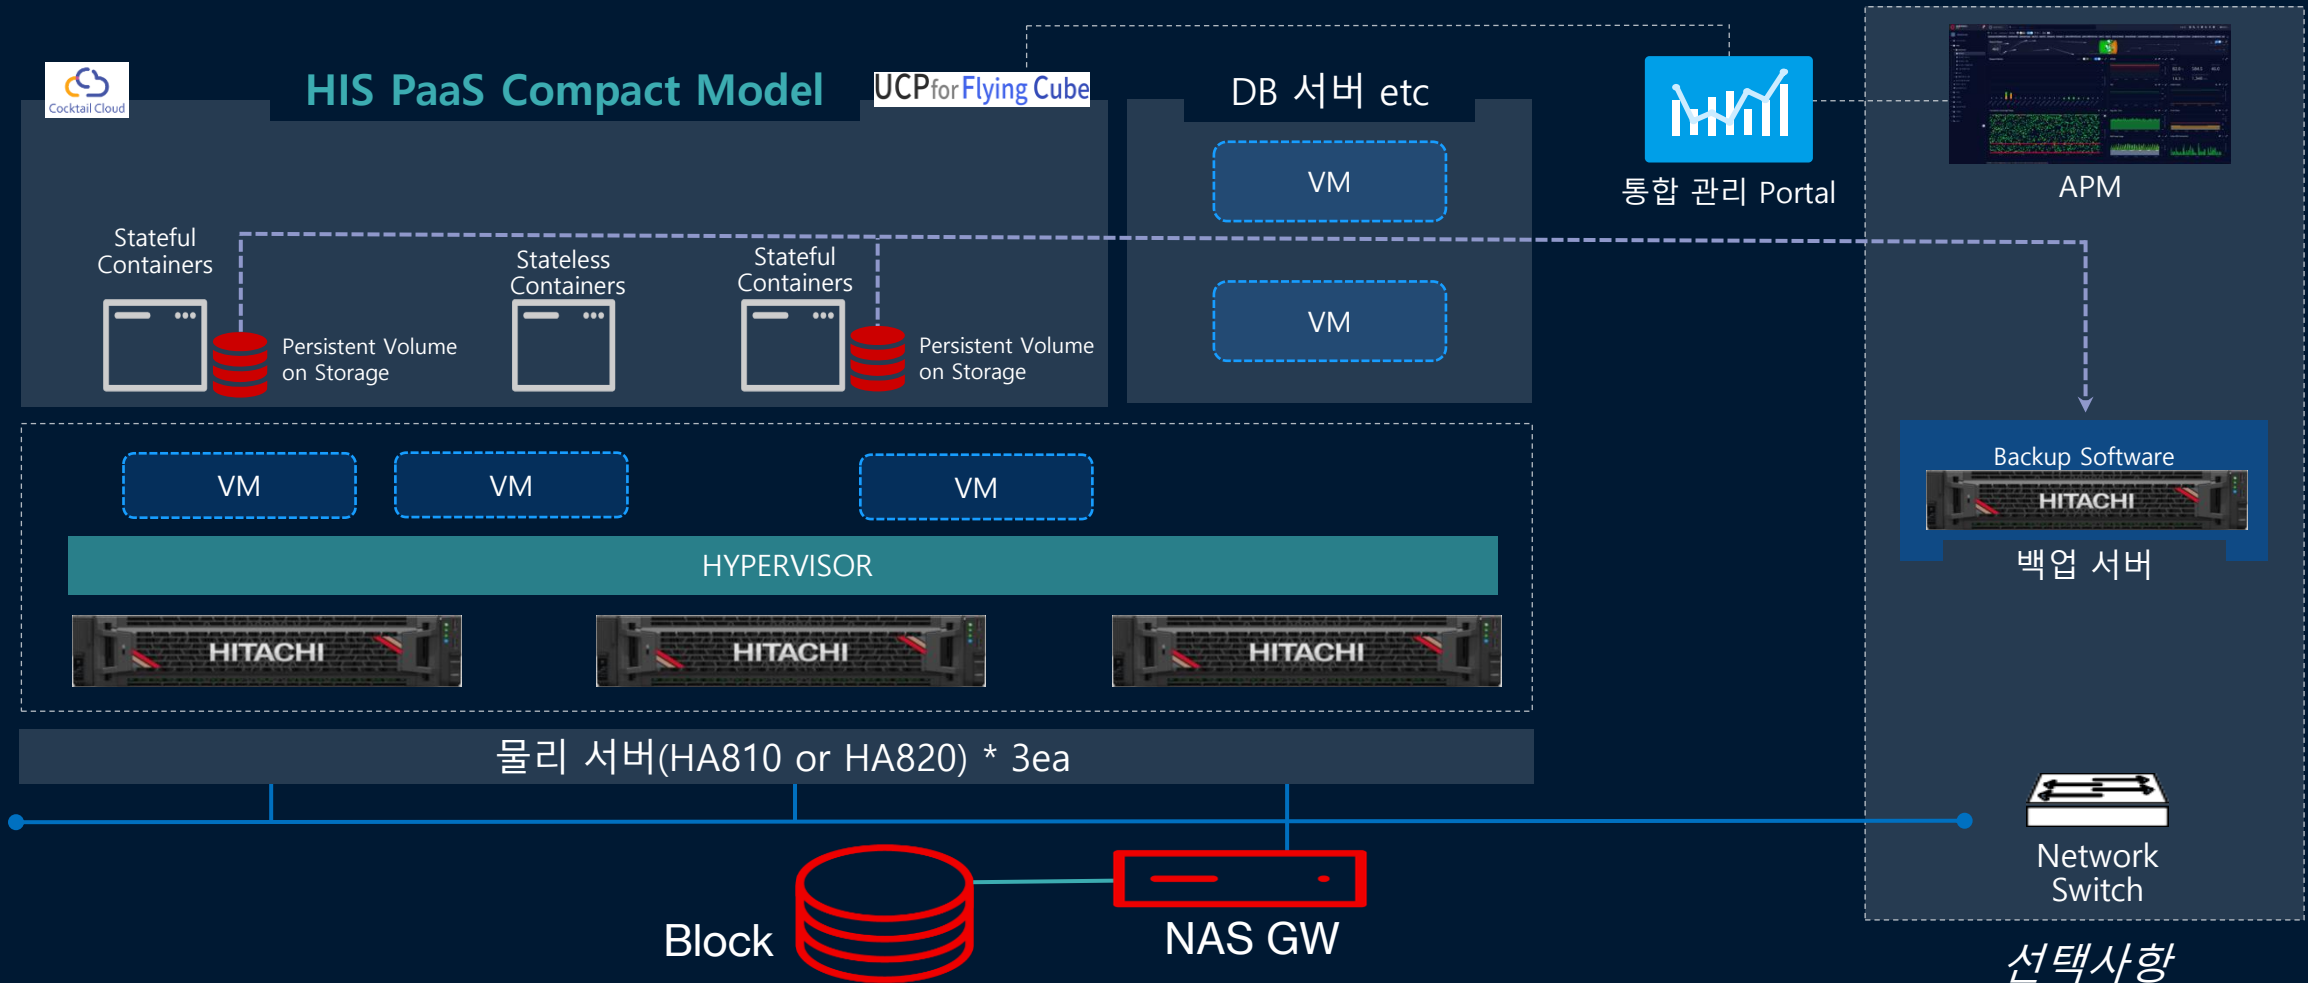 Cocktail Cloud
HIS PaaS Compact Model
UCP for Flying Cube
DB 서버 etc
VM
VM
통합 관리 Portal
APM
Stateful
Containers
Persistent Volume
on Storage
Stateless
Containers
Stateful
Containers
Persistent Volume
on Storage
VM
VM
VM
HYPERVISOR
HITACHI
HITACHI
HITACHI
물리 서버(HA810 or HA820) * 3ea
Block
NAS GW
Backup Software
HITACHI
백업 서버
Network
Switch
선택사항